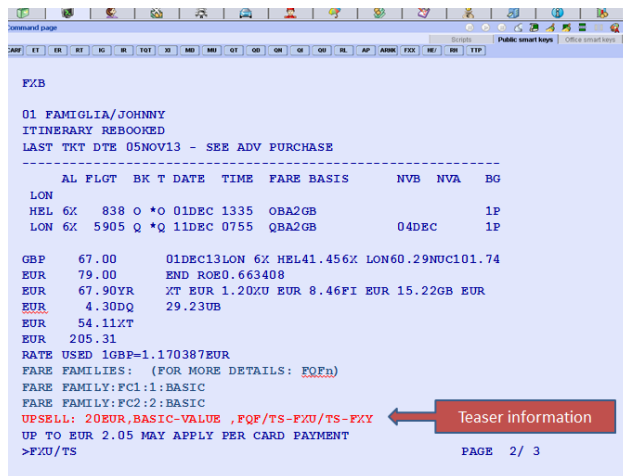 Command page
Scripts Public smart keys Office smart keys
ET ER RT IG IR TQT XI MD MU QT QD QN QI QU RL AP ARNK FXX HE/ RH TTP
FXB
01 FAMIGLIA/JOHNNY
ITINERARY REBOOKED
LAST TKT DTE 05NOV13 - SEE ADV PURCHASE
------------------------------------------------------------
AL FLGT BK T DATE TIME FARE BASIS NVB NVA BG
LON
HEL 6X 838 O *O 01DEC 1335 OBA2GB 1P
LON 6X 5905 Q *Q 11DEC 0755 QBA2GB 04DEC 1P
GBP 67.00 01DEC13LON 6X HEL41.456X LON60.29NUC101.74
EUR 79.00 END ROE0.663408
EUR 67.90YR XT EUR 1.20XU EUR 8.46FI EUR 15.22GB EUR
EUR 4.30DQ 29.23UB
EUR 54.11XT
EUR 205.31
RATE USED 1GBP=1.170387EUR
FARE FAMILIES: (FOR MORE DETAILS: FQFn)
FARE FAMILY:FC1:1:BASIC
FARE FAMILY:FC2:2:BASIC
UPSELL: 20EUR,BASIC-VALUE ,FQF/TS-FXU/TS-FXY
Teaser information
UP TO EUR 2.05 MAY APPLY PER CARD PAYMENT
>FXU/TS PAGE 2/ 3